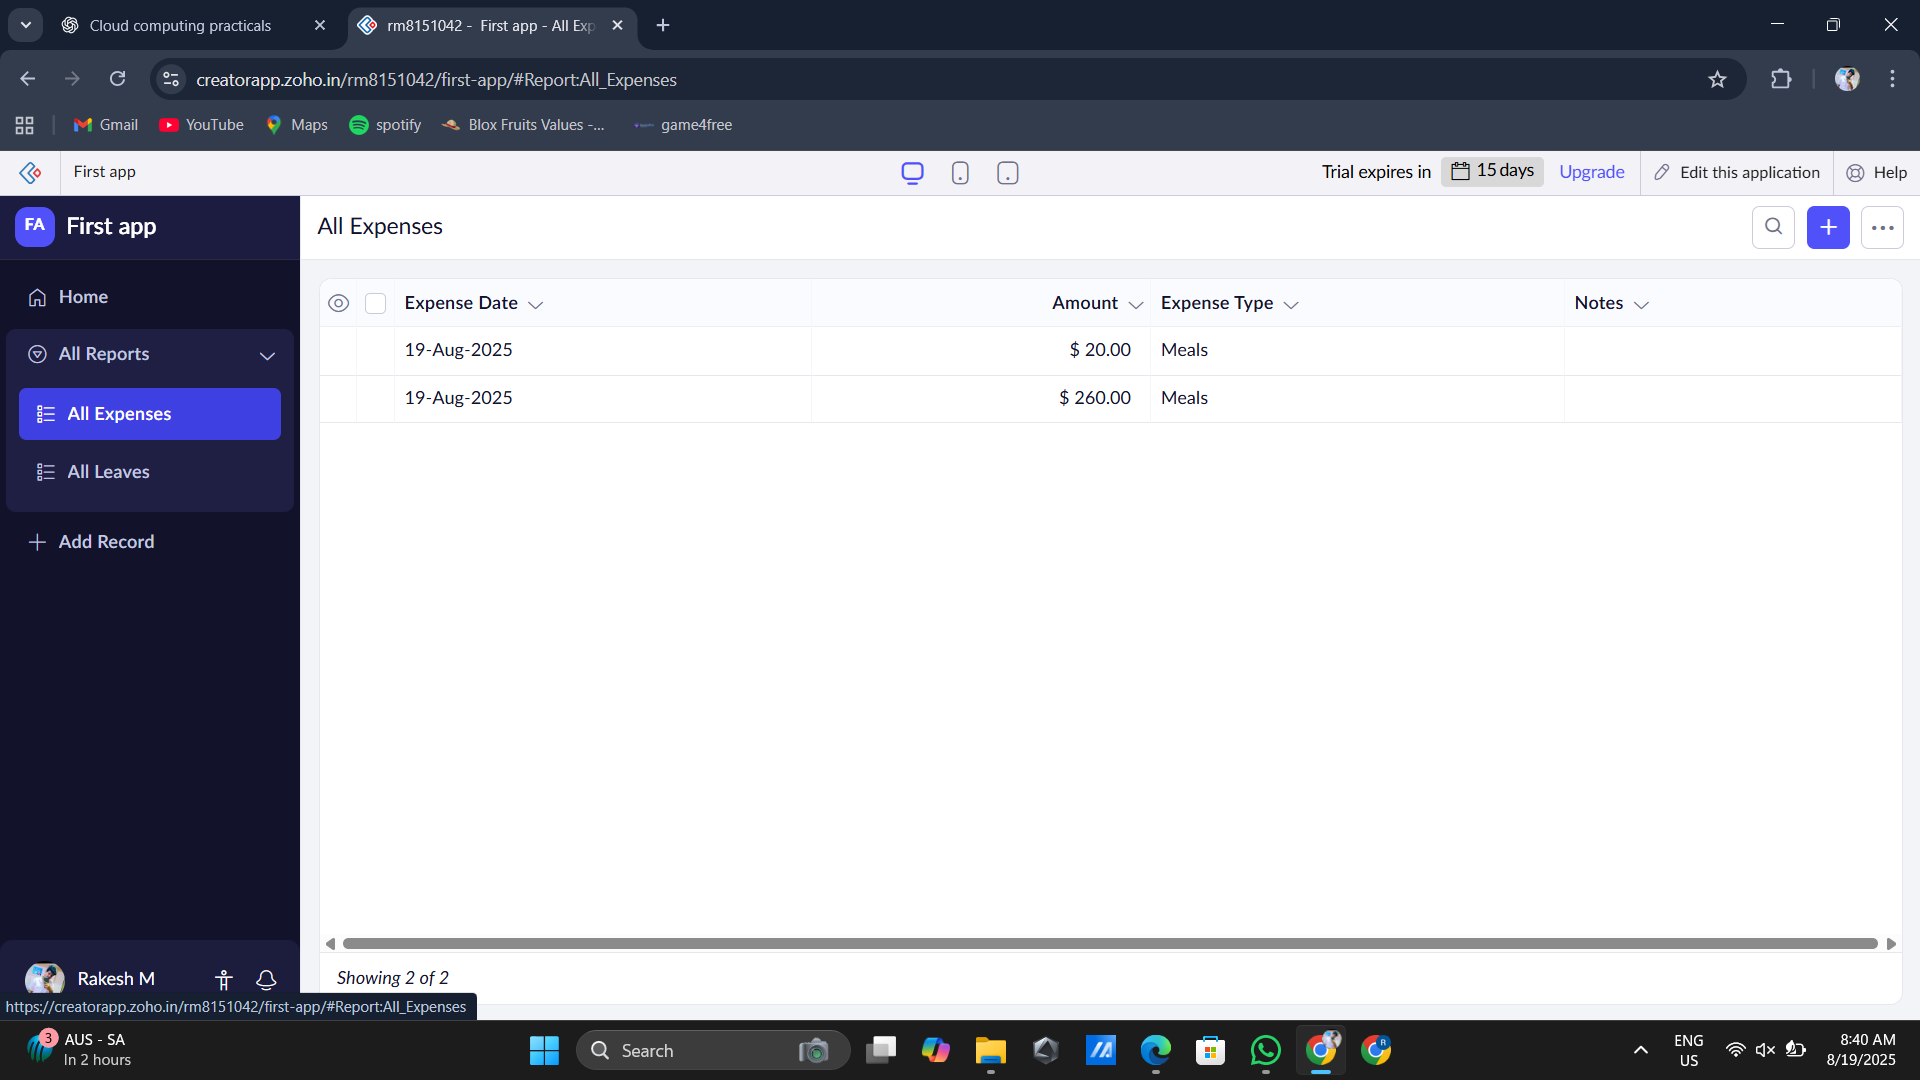 Cloud computing practicals
rm8151042 - First app - All Exp
creatorapp.zoho.in/rm8151042/first-app/#Report:All_Expenses
Gmail
YouTube
Maps
spotify
Blox Fruits Values -...
game4free
First app
Trial expires in
15 days
Upgrade
Edit this application
Help
FA
First app
All Expenses
Home
All Reports
All Expenses
All Leaves
Add Record
Expense Date Amount Expense Type Notes
19-Aug-2025 $ 20.00 Meals
19-Aug-2025 $ 260.00 Meals
Showing 2 of 2
Rakesh M
https://creatorapp.zoho.in/rm8151042/first-app/#Report:All_Expenses
3
AUS - SA
In 2 hours
Search
R
ENG
US
8:40 AM
8/19/2025